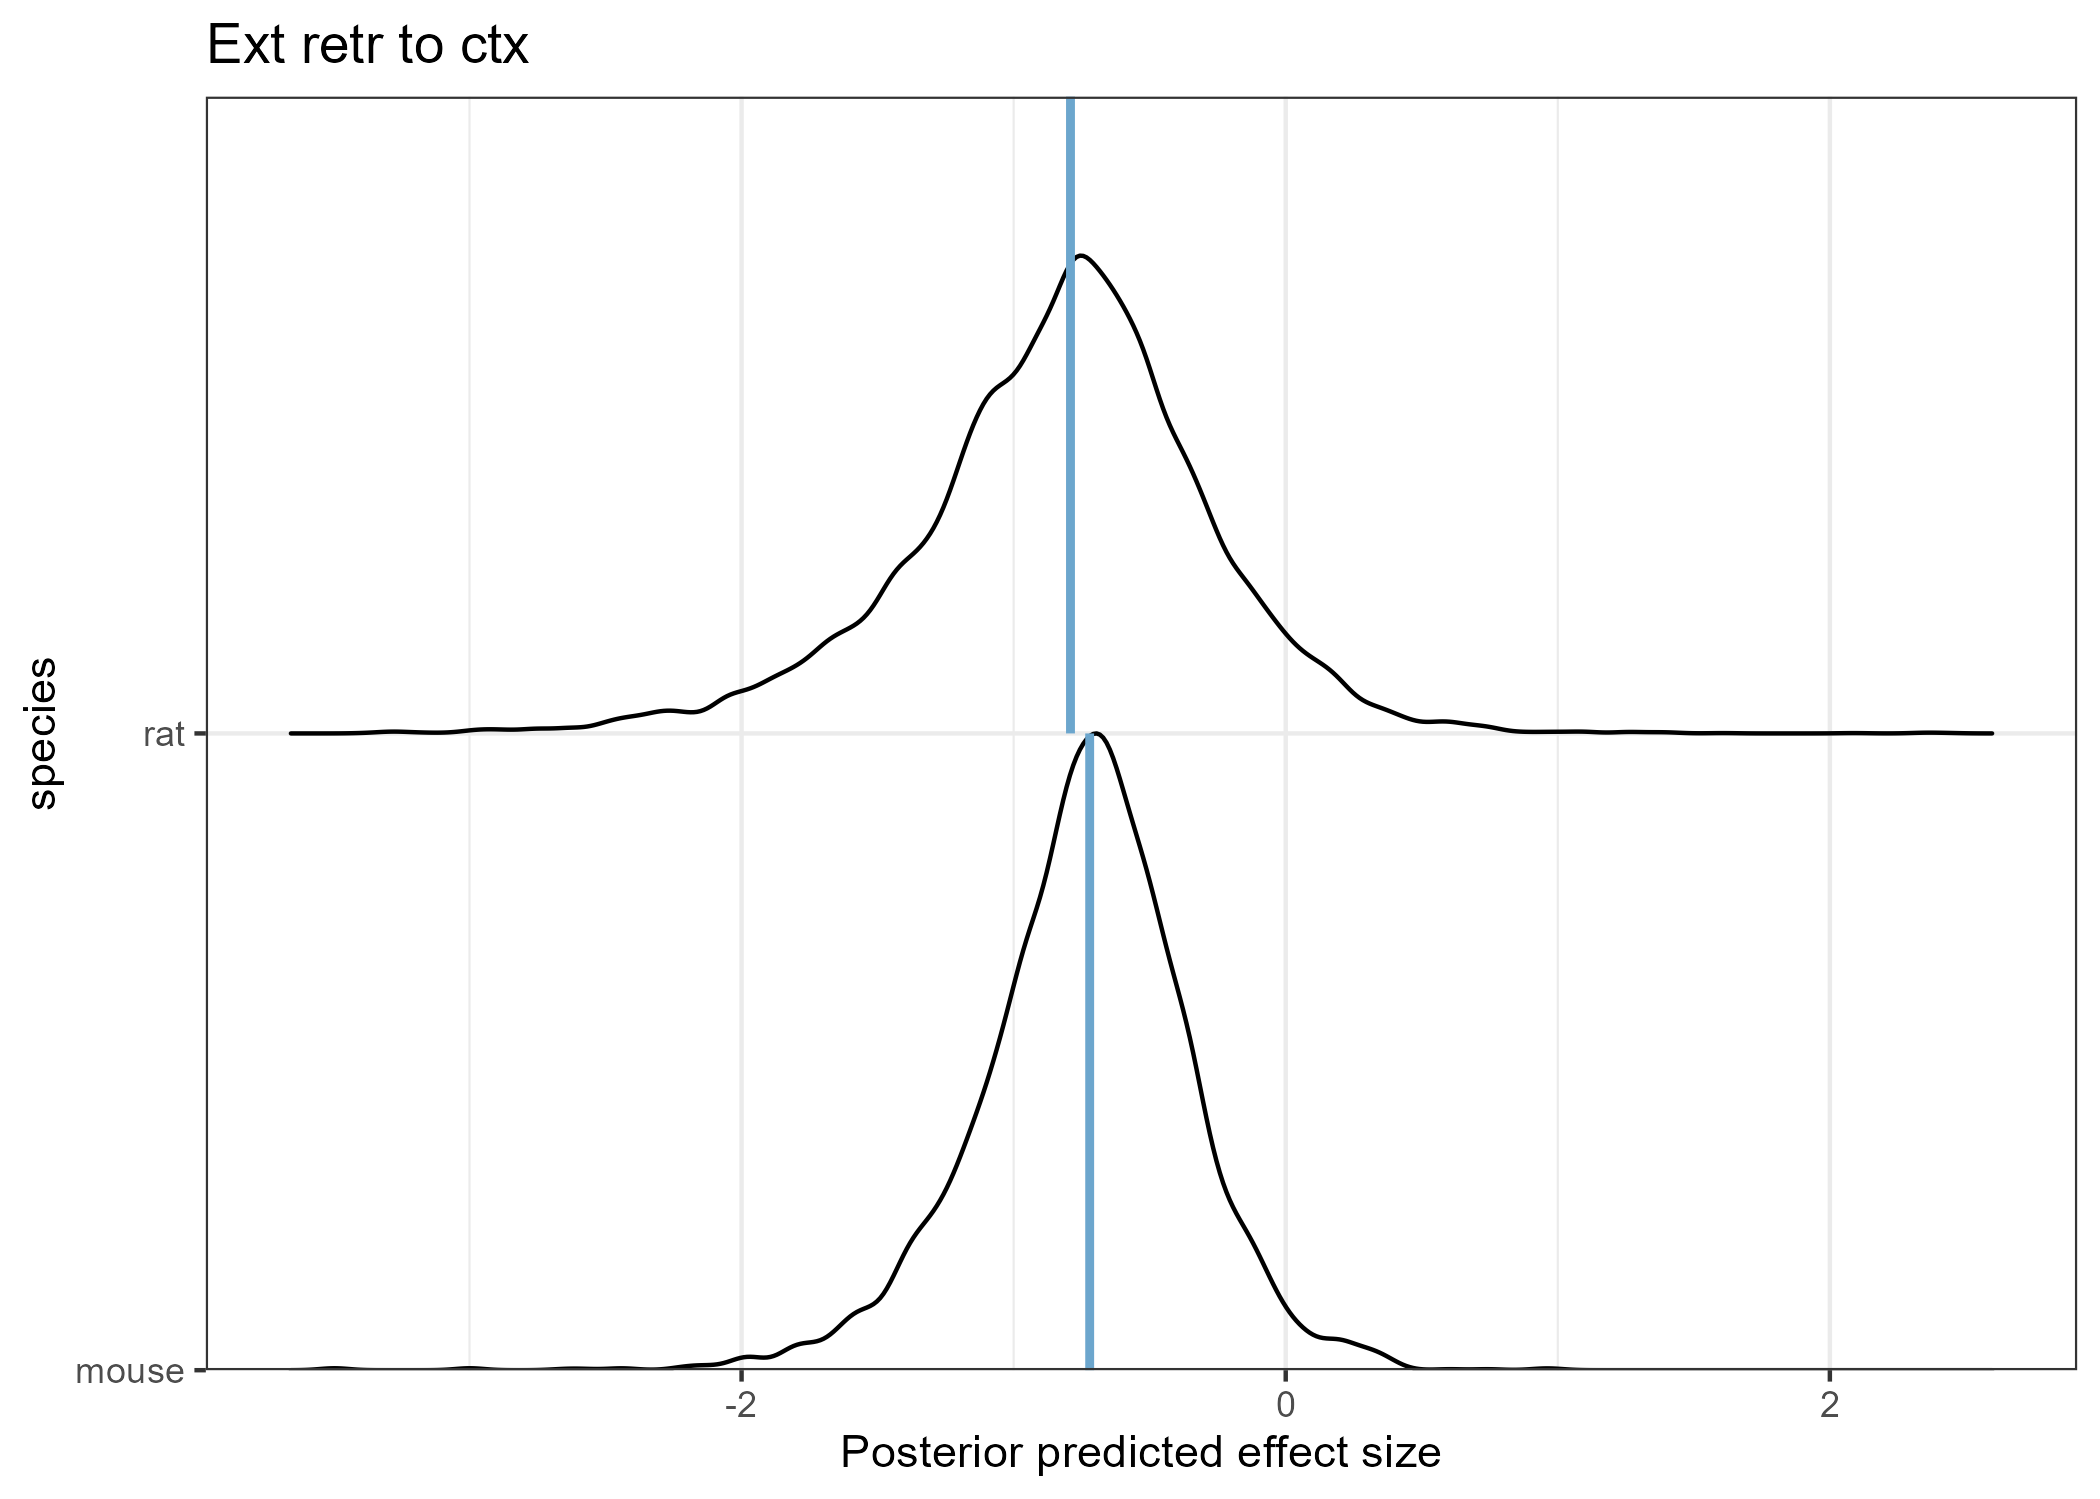 Ext retr to ctx
species
rat
mouse
-2
0
2
Posterior predicted effect size